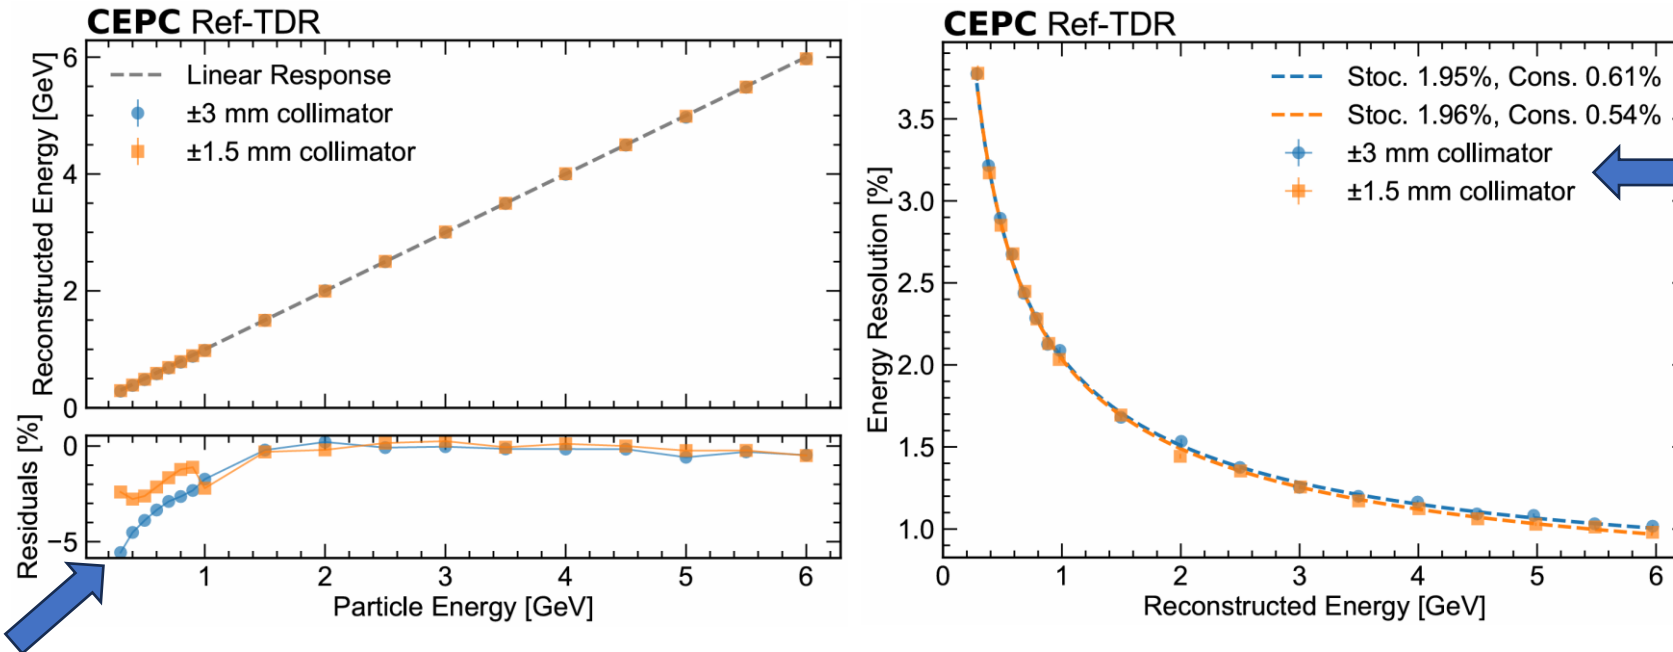 CEPC Ref-TDR
Reconstructed Energy [GeV]
6
4
2
0
Linear Response
±3 mm collimator
±1.5 mm collimator
Residuals [%]
0
−5
1 2 3 4 5 6
Particle Energy [GeV]
CEPC Ref-TDR
Energy Resolution [%]
3.5
3.0
2.5
2.0
1.5
1.0
Stoc. 1.95%, Cons. 0.61%
Stoc. 1.96%, Cons. 0.54%
±3 mm collimator
±1.5 mm collimator
0 1 2 3 4 5 6
Reconstructed Energy [GeV]